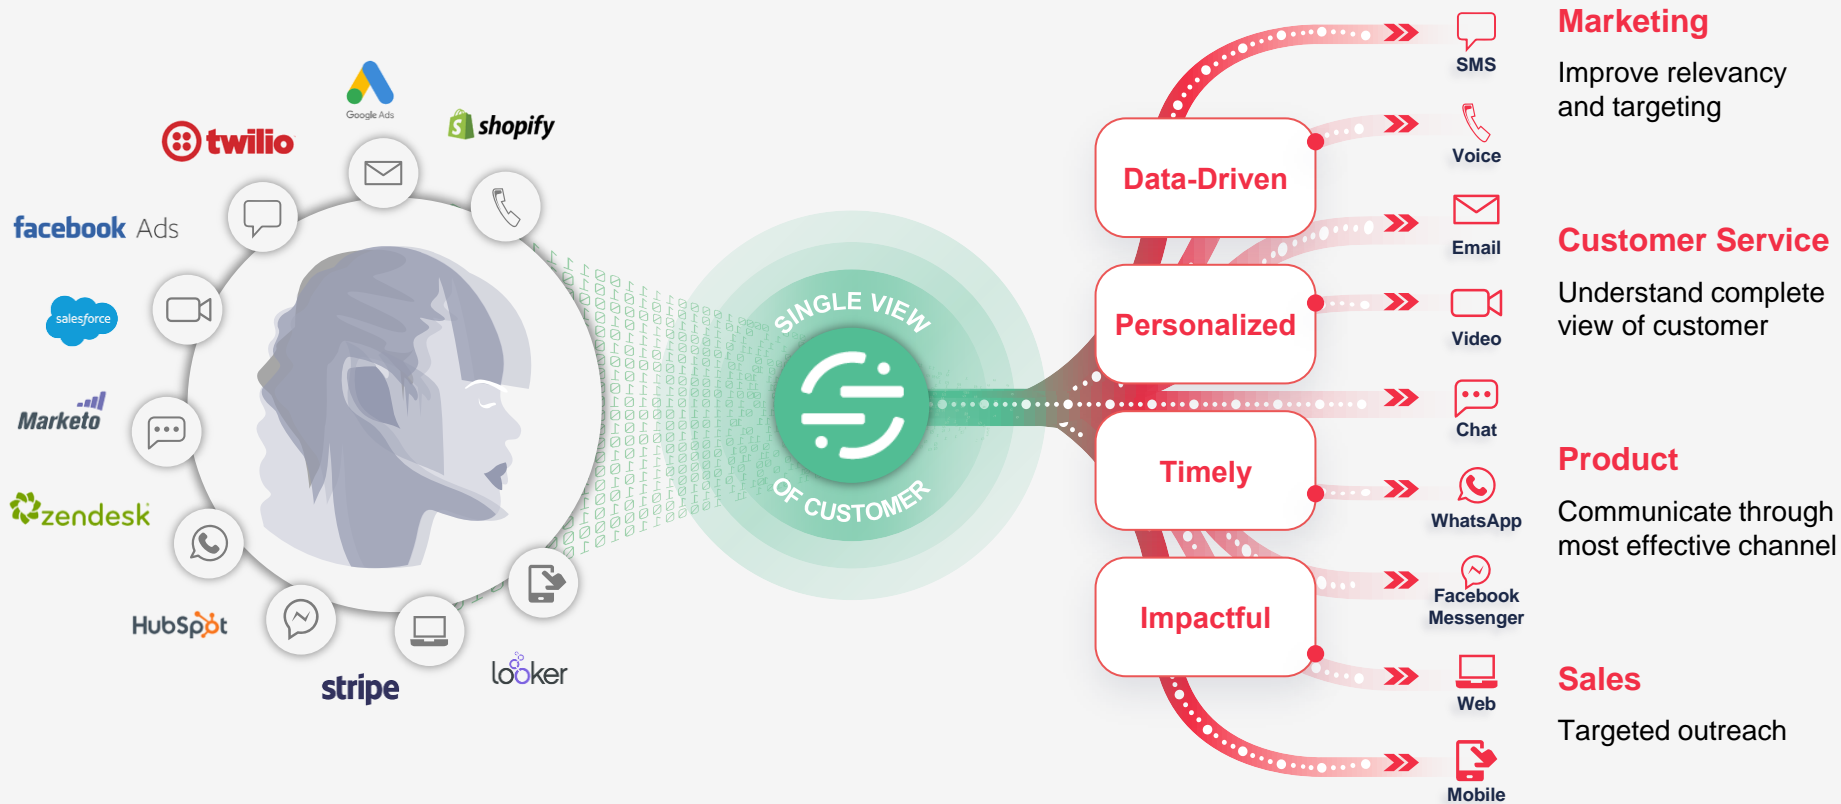 Google Ads
twilio
shopify
facebook Ads
salesforce
Marketo
zendesk
HubSpot
stripe
looker
SINGLE VIEW
OF CUSTOMER
Data-Driven
Personalized
Timely
Impactful
SMS
Voice
Email
Video
Chat
WhatsApp
Facebook
Messenger
Web
Mobile
Marketing
Improve relevancy
and targeting
Customer Service
Understand complete
view of customer
Product
Communicate through
most effective channel
Sales
Targeted outreach